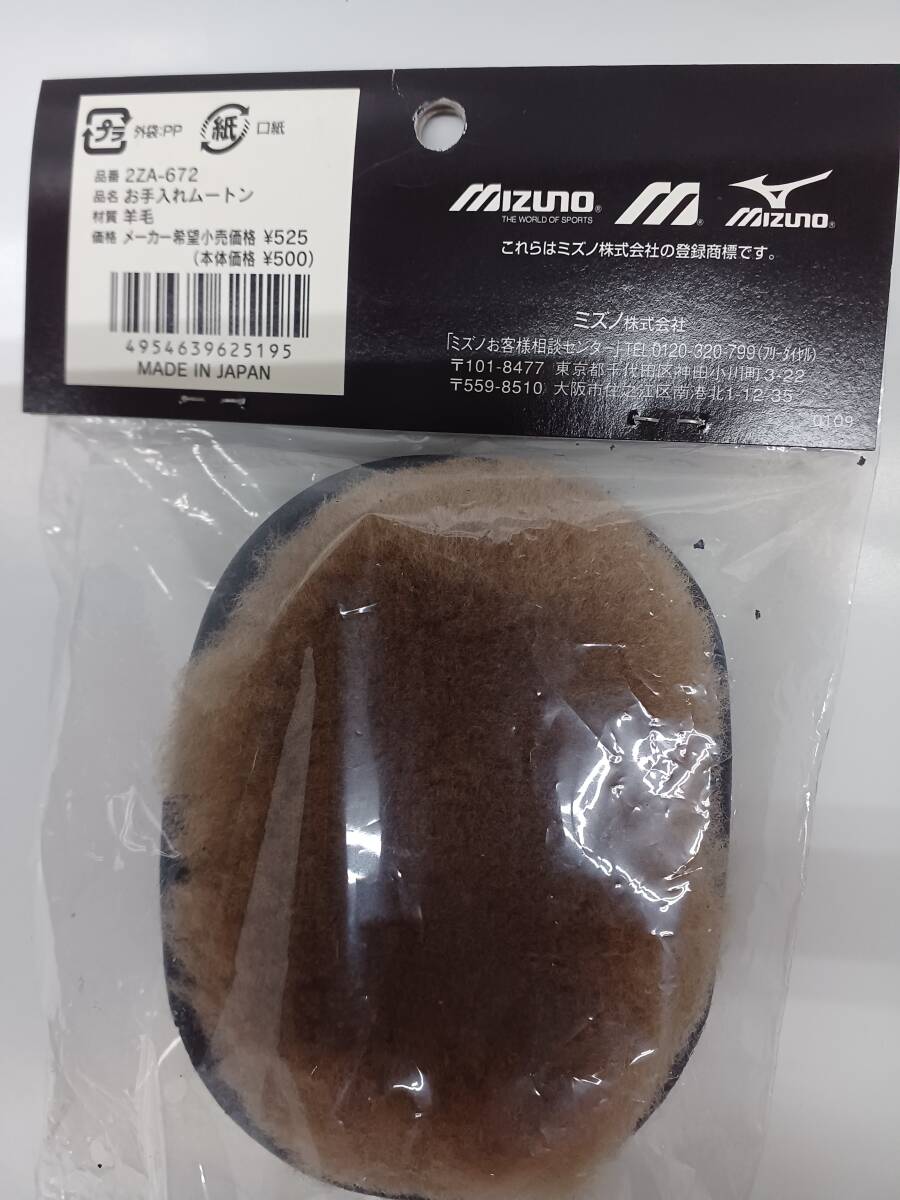 プラ 外袋:PP 紙 口紙
品番 2ZA-672
品名 お手入れムートン
材質 羊毛
価格 メーカー希望小売価格 ¥525
(本体価格 ¥500)
4954639625195
MADE IN JAPAN
MIZUNO® M® MIZUNO®
THE WORLD OF SPORTS
これらはミズノ株式会社の登録商標です。
ミズノ株式会社
「ミズノお客様相談センター」TEL.0120-320-799(フリーダイヤル)
〒101-8477 東京都千代田区神田小川町3-22
〒559-8510 大阪市住之江区南港北1-12-35
0109